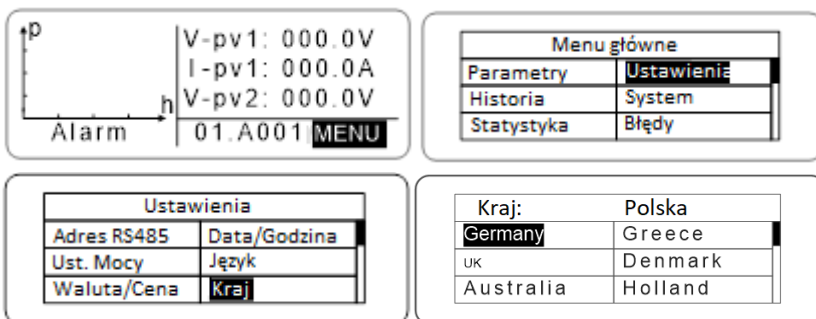 p
V-pv1: 000.0V
I-pv1: 000.0A
V-pv2: 000.0V
h
Alarm 01.A001 MENU
Menu główne
Parametry Ustawienia
Historia System
Statystyka Błędy
Ustawienia
Adres RS485 Data/Godzina
Ust. Mocy Język
Waluta/Cena Kraj
Kraj: Polska
Germany Greece
UK Denmark
Australia Holland